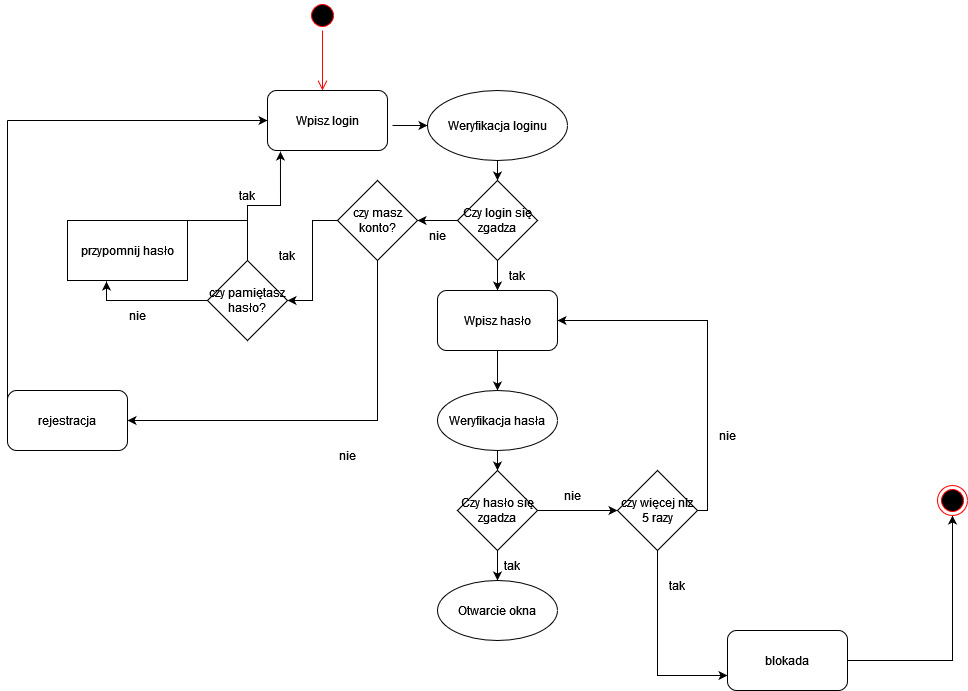 Wpisz login
Weryfikacja loginu
tak
czy masz
konto?
Czy login się
zgadza
nie
przypomnij hasło
tak
tak
czy pamiętasz
hasło?
nie
Wpisz hasło
rejestracja
Weryfikacja hasła
nie
nie
Czy hasło się
zgadza
nie
czy więcej niz
5 razy
tak
Otwarcie okna
tak
blokada